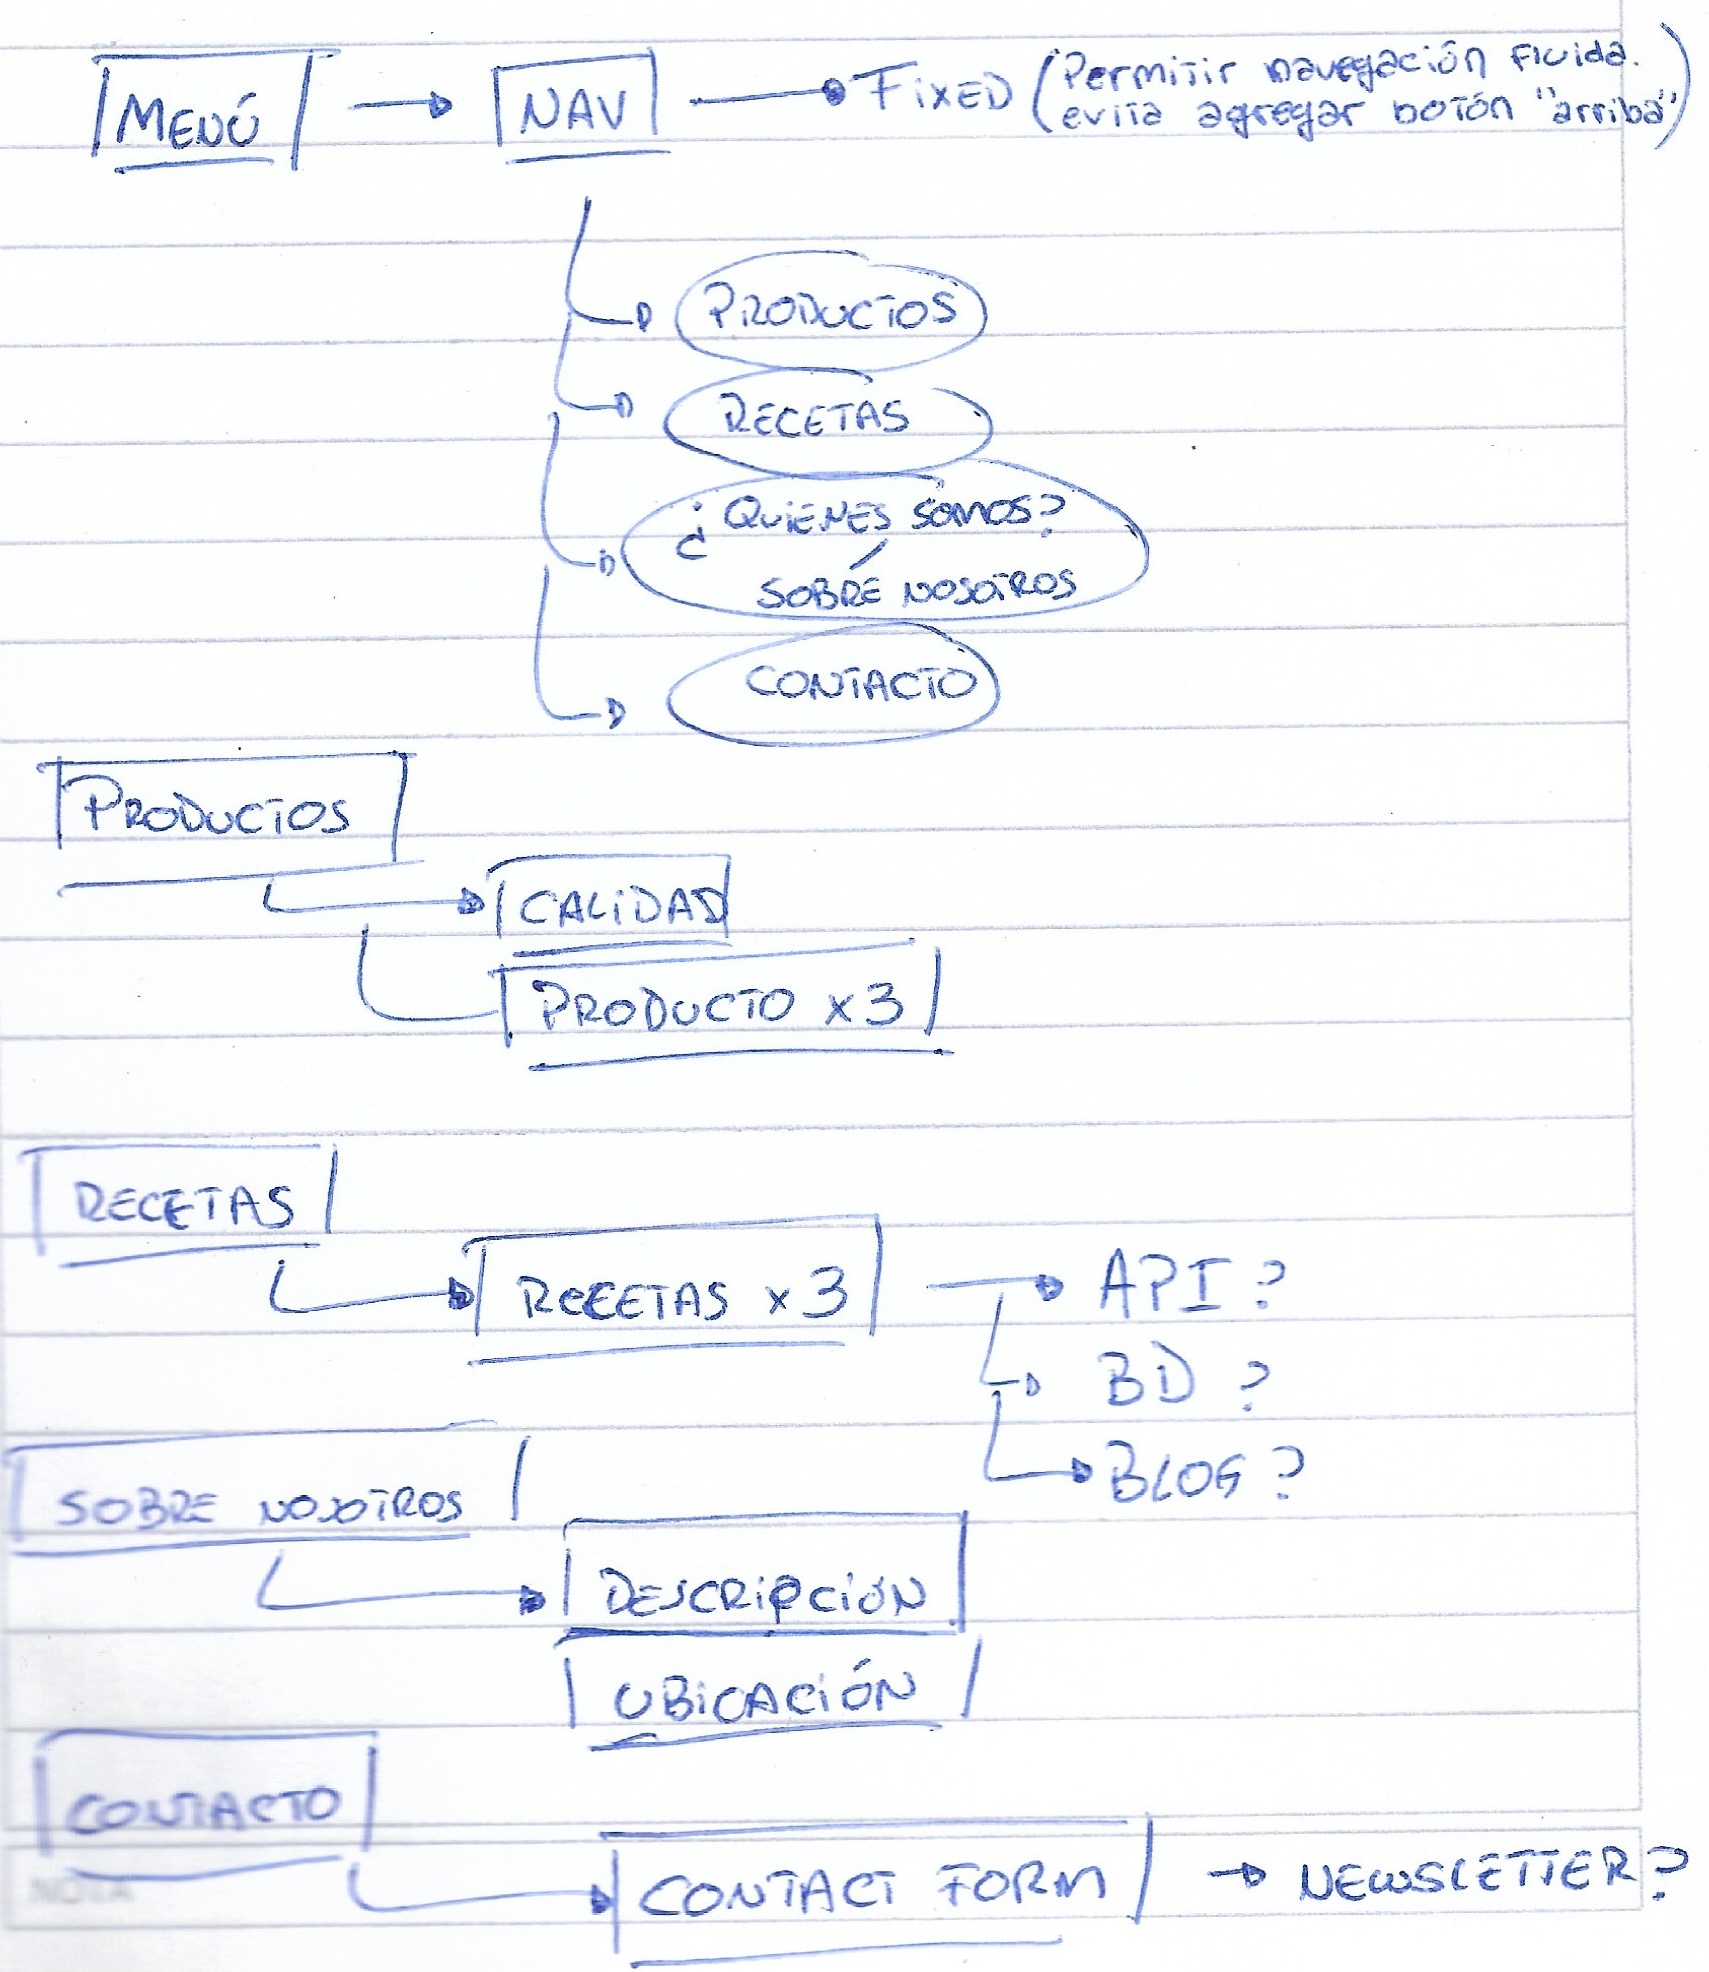 MENÚ
NAV
FIXED (Permitir navegación fluida.
evita agregar botón "arriba")
PRODUCTOS
RECETAS
¿QUIENES SOMOS?
/
SOBRE NOSOTROS
CONTACTO
PRODUCTOS
CALIDAD
PRODUCTO x3
RECETAS
RECETAS x3
API?
BD?
BLOG?
SOBRE NOSOTROS
DESCRIPCIÓN
UBICACIÓN
CONTACTO
CONTACT FORM
NEWSLETTER?
NOTA